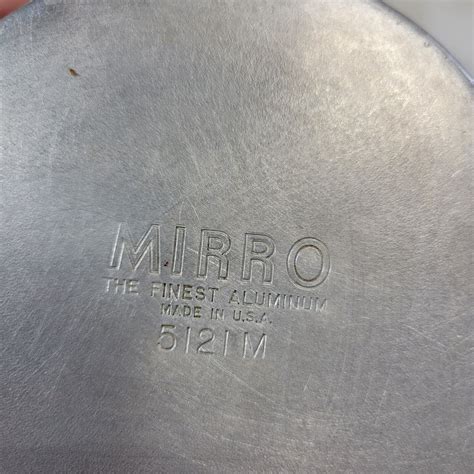 MIRRO
THE FINEST ALUMINUM
MADE IN U.S.A.
5121M